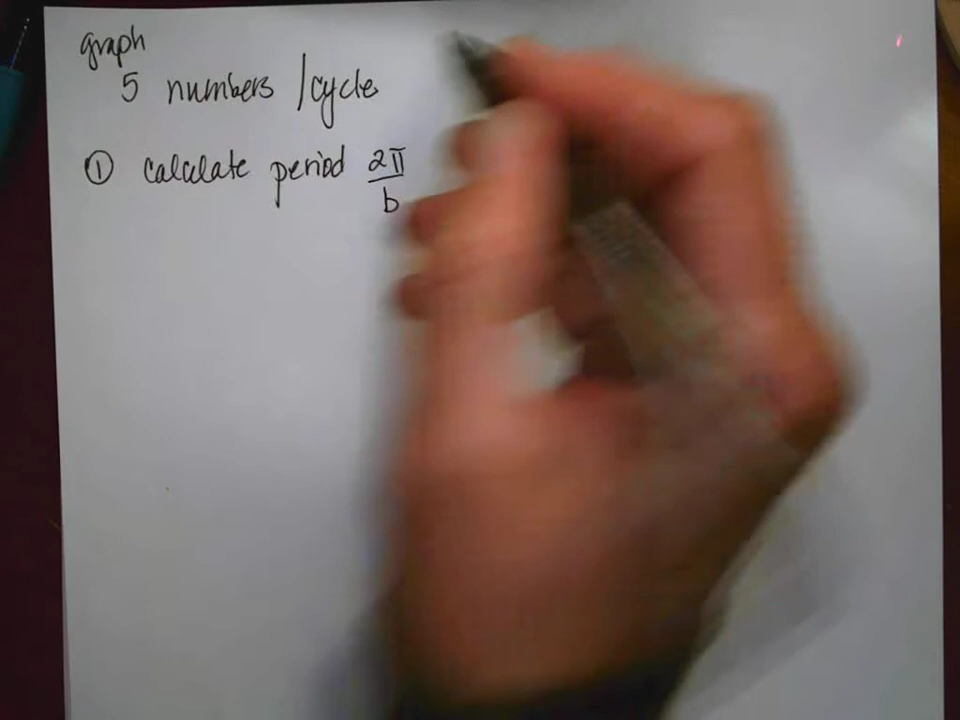 graph
5 numbers /cycle
① calculate period 2π/b